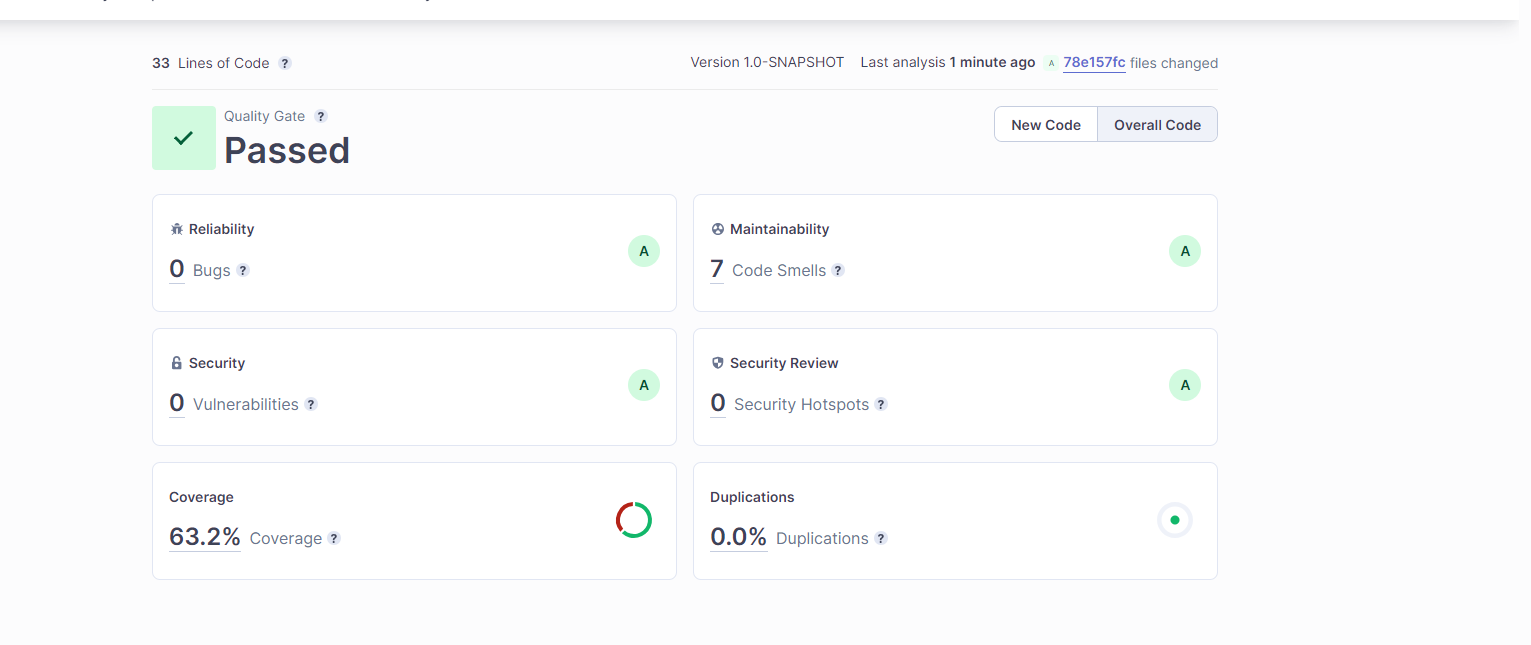 33 Lines of Code ?
Version 1.0-SNAPSHOT Last analysis 1 minute ago A 78e157fc files changed
Quality Gate ?
Passed
New Code Overall Code
Reliability
0 Bugs ?
A
Maintainability
7 Code Smells ?
A
Security
0 Vulnerabilities ?
A
Security Review
0 Security Hotspots ?
A
Coverage
63.2% Coverage ?
Duplications
0.0% Duplications ?